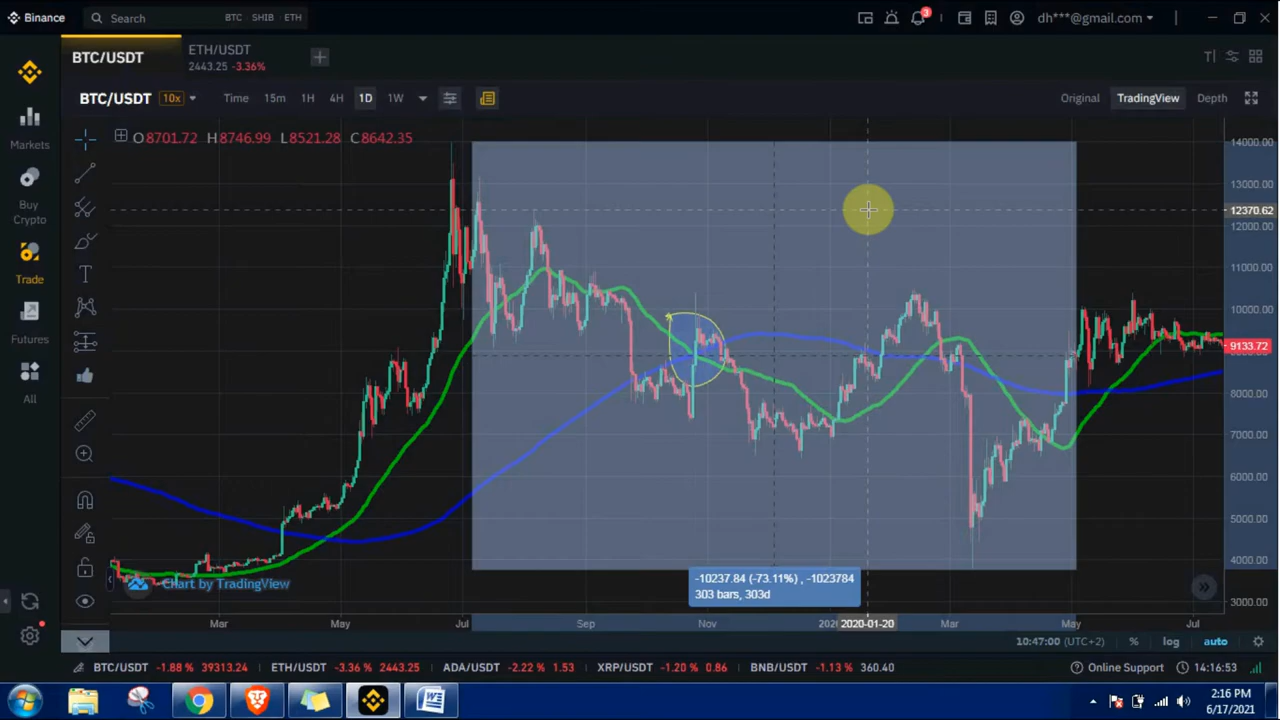 Binance
Search
BTC SHIB ETH
3
dh***@gmail.com
BTC/USDT
ETH/USDT
2443.25 -3.36%
BTC/USDT 10x
Time 15m 1H 4H 1D 1W
Original TradingView Depth
O8701.72 H8746.99 L8521.28 C8642.35
Markets
Buy
Crypto
Trade
Futures
All
14000.00
13000.00
12370.62
12000.00
11000.00
10000.00
9133.72
8000.00
7000.00
6000.00
5000.00
4000.00
3000.00
Chart by TradingView
-10237.84 (-73.11%) , -1023784
303 bars, 303d
Mar May Jul Sep Nov 2020-01-20 Mar May Jul
10:47:00 (UTC+2) % log auto
BTC/USDT -1.88% 39313.24 ETH/USDT -3.36% 2443.25 ADA/USDT -2.22% 1.53 XRP/USDT -1.20% 0.86 BNB/USDT -1.13% 360.40 Online Support 14:16:53
2:16 PM
6/17/2021